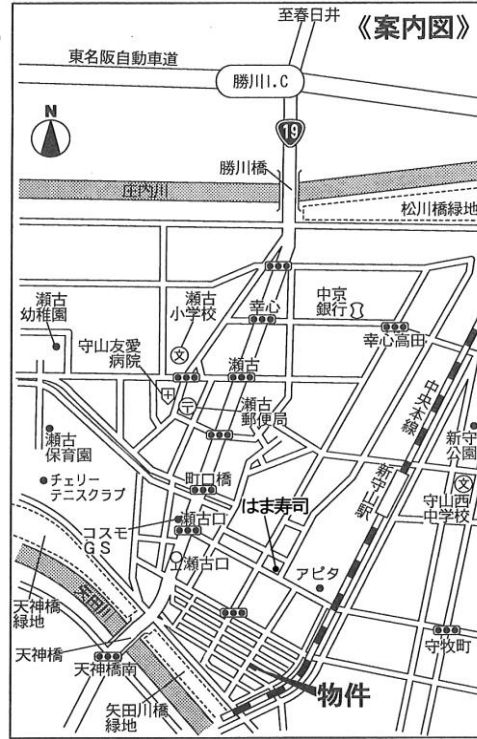 至春日井
《案内図》
東名阪自動車道
勝川I.C
N
19
勝川橋
庄内川
松川橋緑地
瀬古
幼稚園
瀬古
小学校
幸心
中京
銀行
幸心高田
守山友愛
病院
瀬古
中央本線
瀬古
郵便局
新守
公園
瀬古
保育園
チェリー
テニスクラブ
町口橋
新守山駅
守山西
中学校
はま寿司
コスモ
GS
瀬古口
瀬古口
アピタ
天神橋
緑地
矢田川
天神橋
天神橋南
守牧町
物件
矢田川橋
緑地